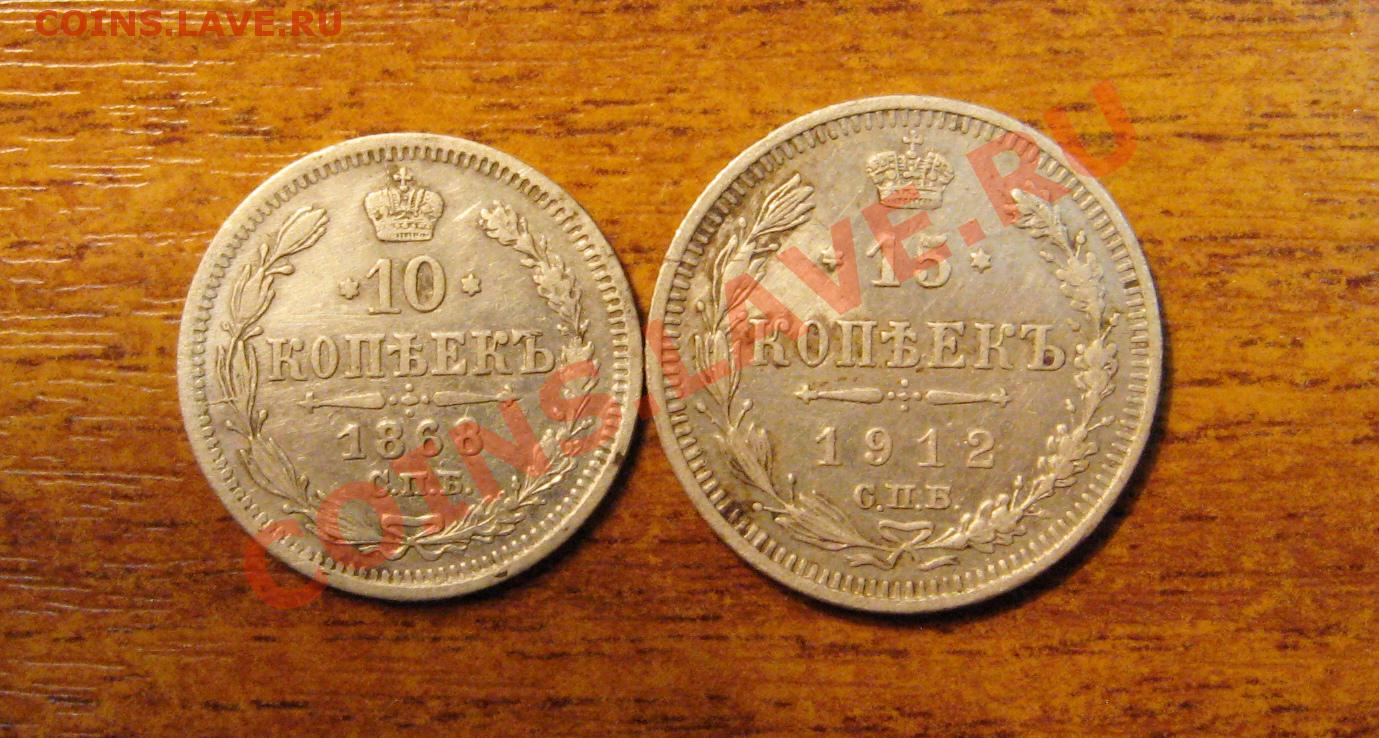 COINS.LAVE.RU
* 10 *
КОПѢЕКЪ
1868
С.П.Б.
* 15 *
КОПѢЕКЪ
1912
С.П.Б
COINS.LAVE.RU